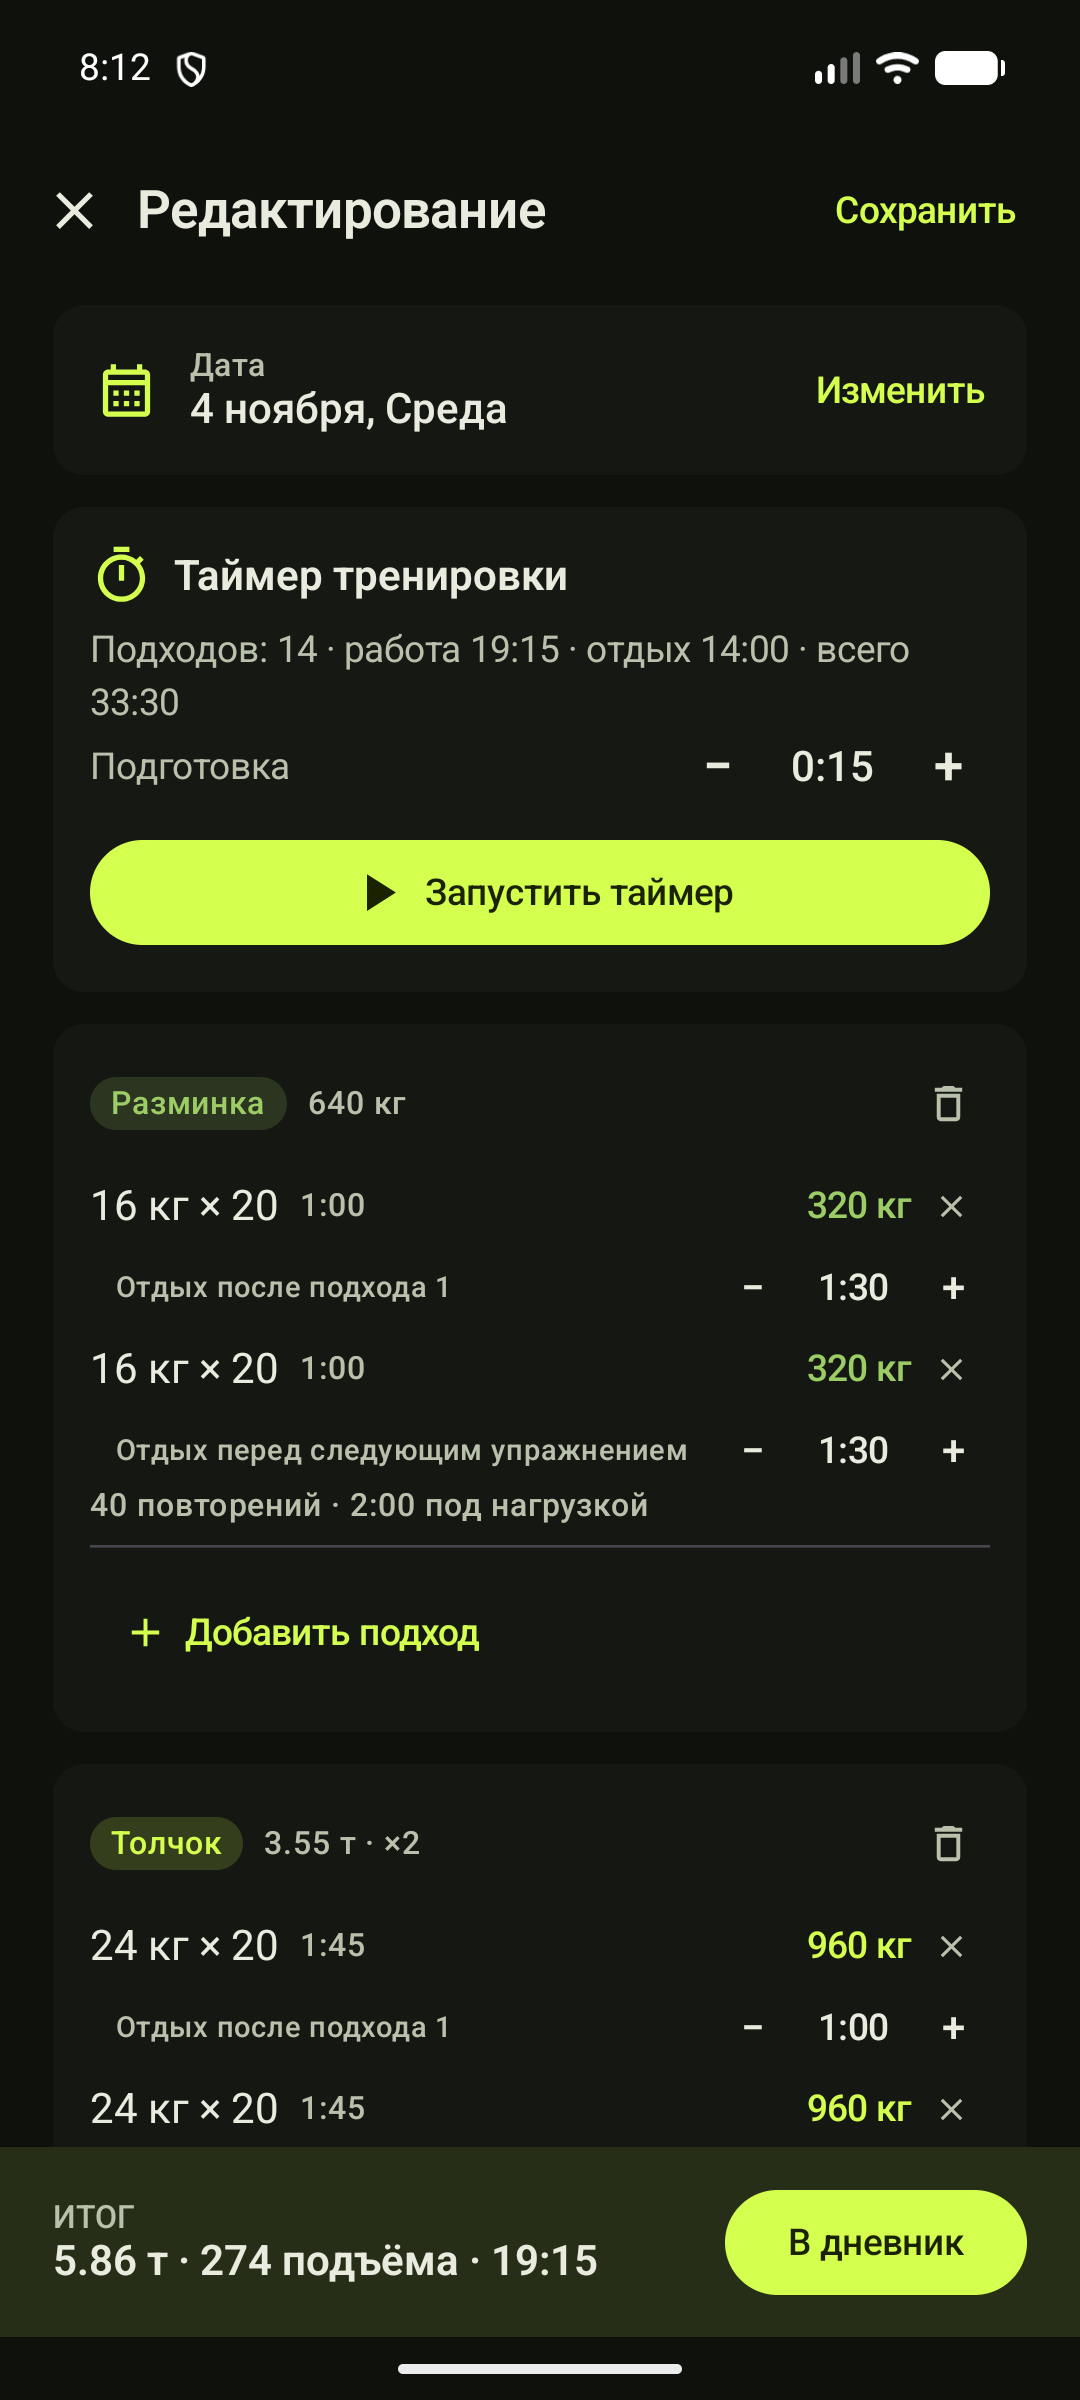 8:12
Редактирование
Сохранить
Дата
4 ноября, Среда
Изменить
Таймер тренировки
Подходов: 14 · работа 19:15 · отдых 14:00 · всего
33:30
Подготовка
− 0:15 +
Запустить таймер
Разминка 640 кг
16 кг × 20 1:00 320 кг ×
Отдых после подхода 1 − 1:30 +
16 кг × 20 1:00 320 кг ×
Отдых перед следующим упражнением − 1:30 +
40 повторений · 2:00 под нагрузкой
+ Добавить подход
Толчок 3.55 т · ×2
24 кг × 20 1:45 960 кг ×
Отдых после подхода 1 − 1:00 +
24 кг × 20 1:45 960 кг ×
ИТОГ
5.86 т · 274 подъёма · 19:15
В дневник